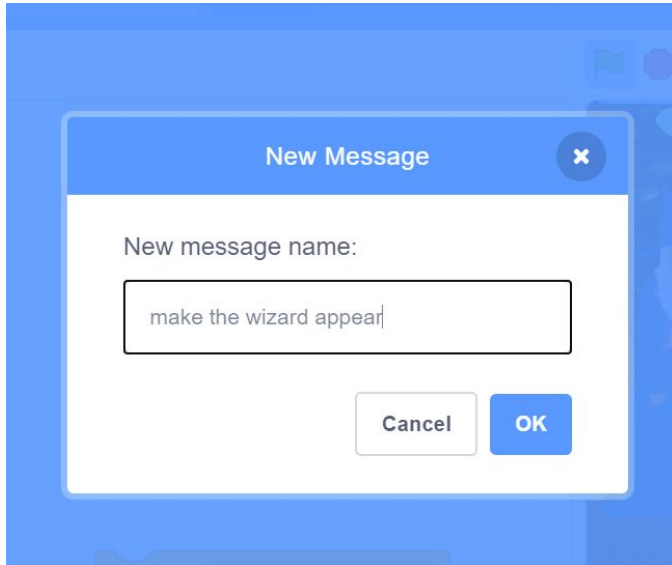 New Message
New message name:
make the wizard appear
Cancel OK